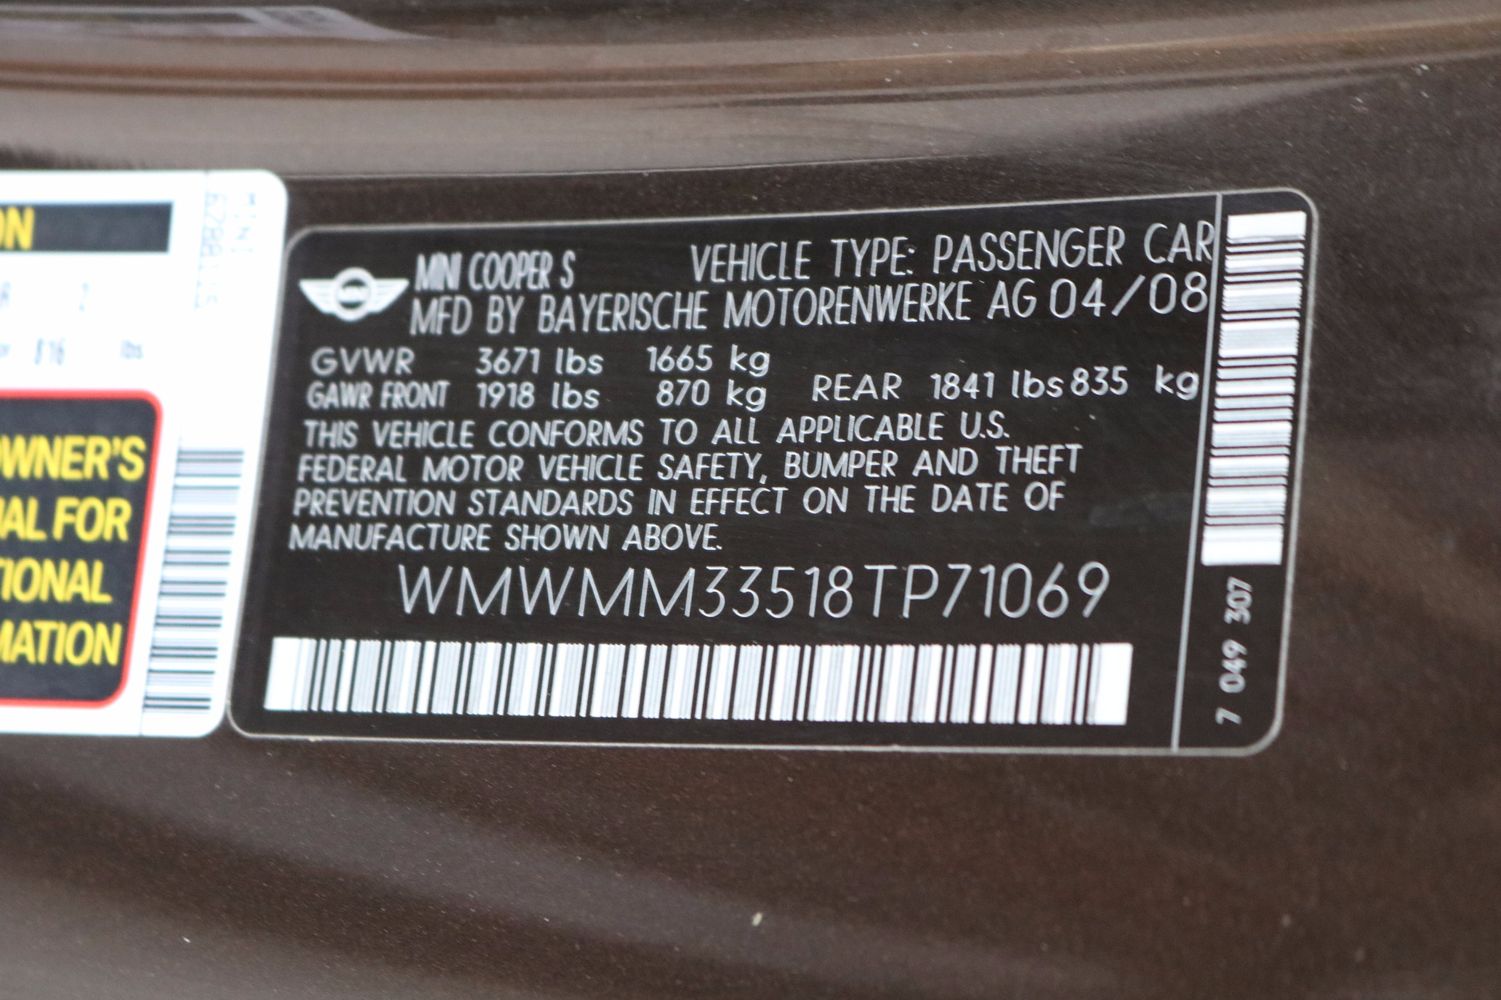 ON
2
816 lbs
OWNER'S
FOR
MINI COOPER S VEHICLE TYPE: PASSENGER CAR
MFD BY BAYERISCHE MOTORENWERKE AG 04/08
GVWR 3671 lbs 1665 kg
GAWR FRONT 1918 lbs 870 kg REAR 1841 lbs 835 kg
THIS VEHICLE CONFORMS TO ALL APPLICABLE U.S.
FEDERAL MOTOR VEHICLE SAFETY, BUMPER AND THEFT
PREVENTION STANDARDS IN EFFECT ON THE DATE OF
MANUFACTURE SHOWN ABOVE.
WMWMM33518TP71069
7 049 307